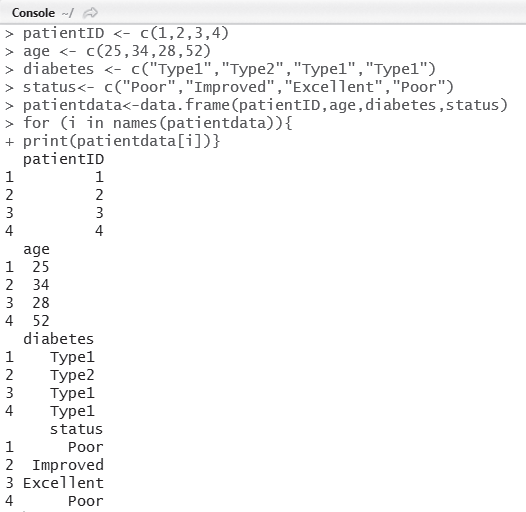 Console ~/
> patientID <- c(1,2,3,4)
> age <- c(25,34,28,52)
> diabetes <- c("Type1","Type2","Type1","Type1")
> status<- c("Poor","Improved","Excellent","Poor")
> patientdata<-data.frame(patientID,age,diabetes,status)
> for (i in names(patientdata)){
+ print(patientdata[i])}
  patientID
1         1
2         2
3         3
4         4
  age
1  25
2  34
3  28
4  52
  diabetes
1    Type1
2    Type2
3    Type1
4    Type1
     status
1      Poor
2  Improved
3 Excellent
4      Poor